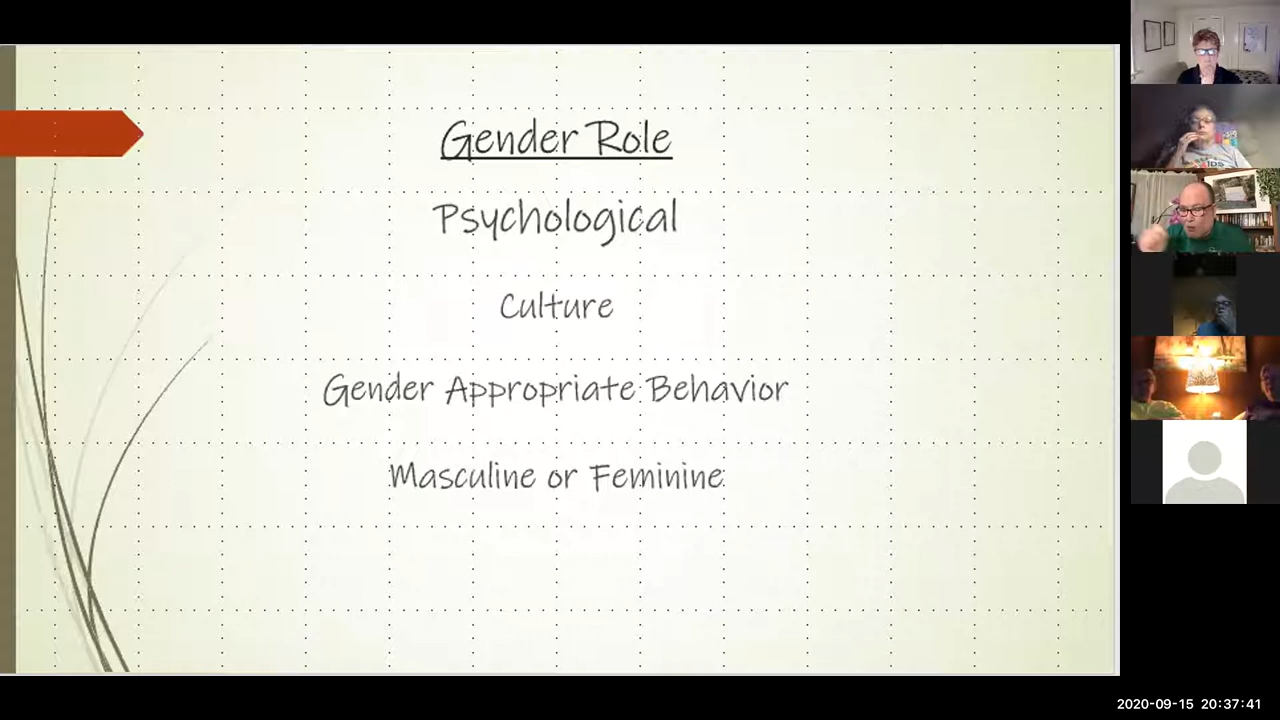 Gender Role
Psychological
Culture
Gender Appropriate Behavior
Masculine or Feminine
2020-09-15 20:37:41